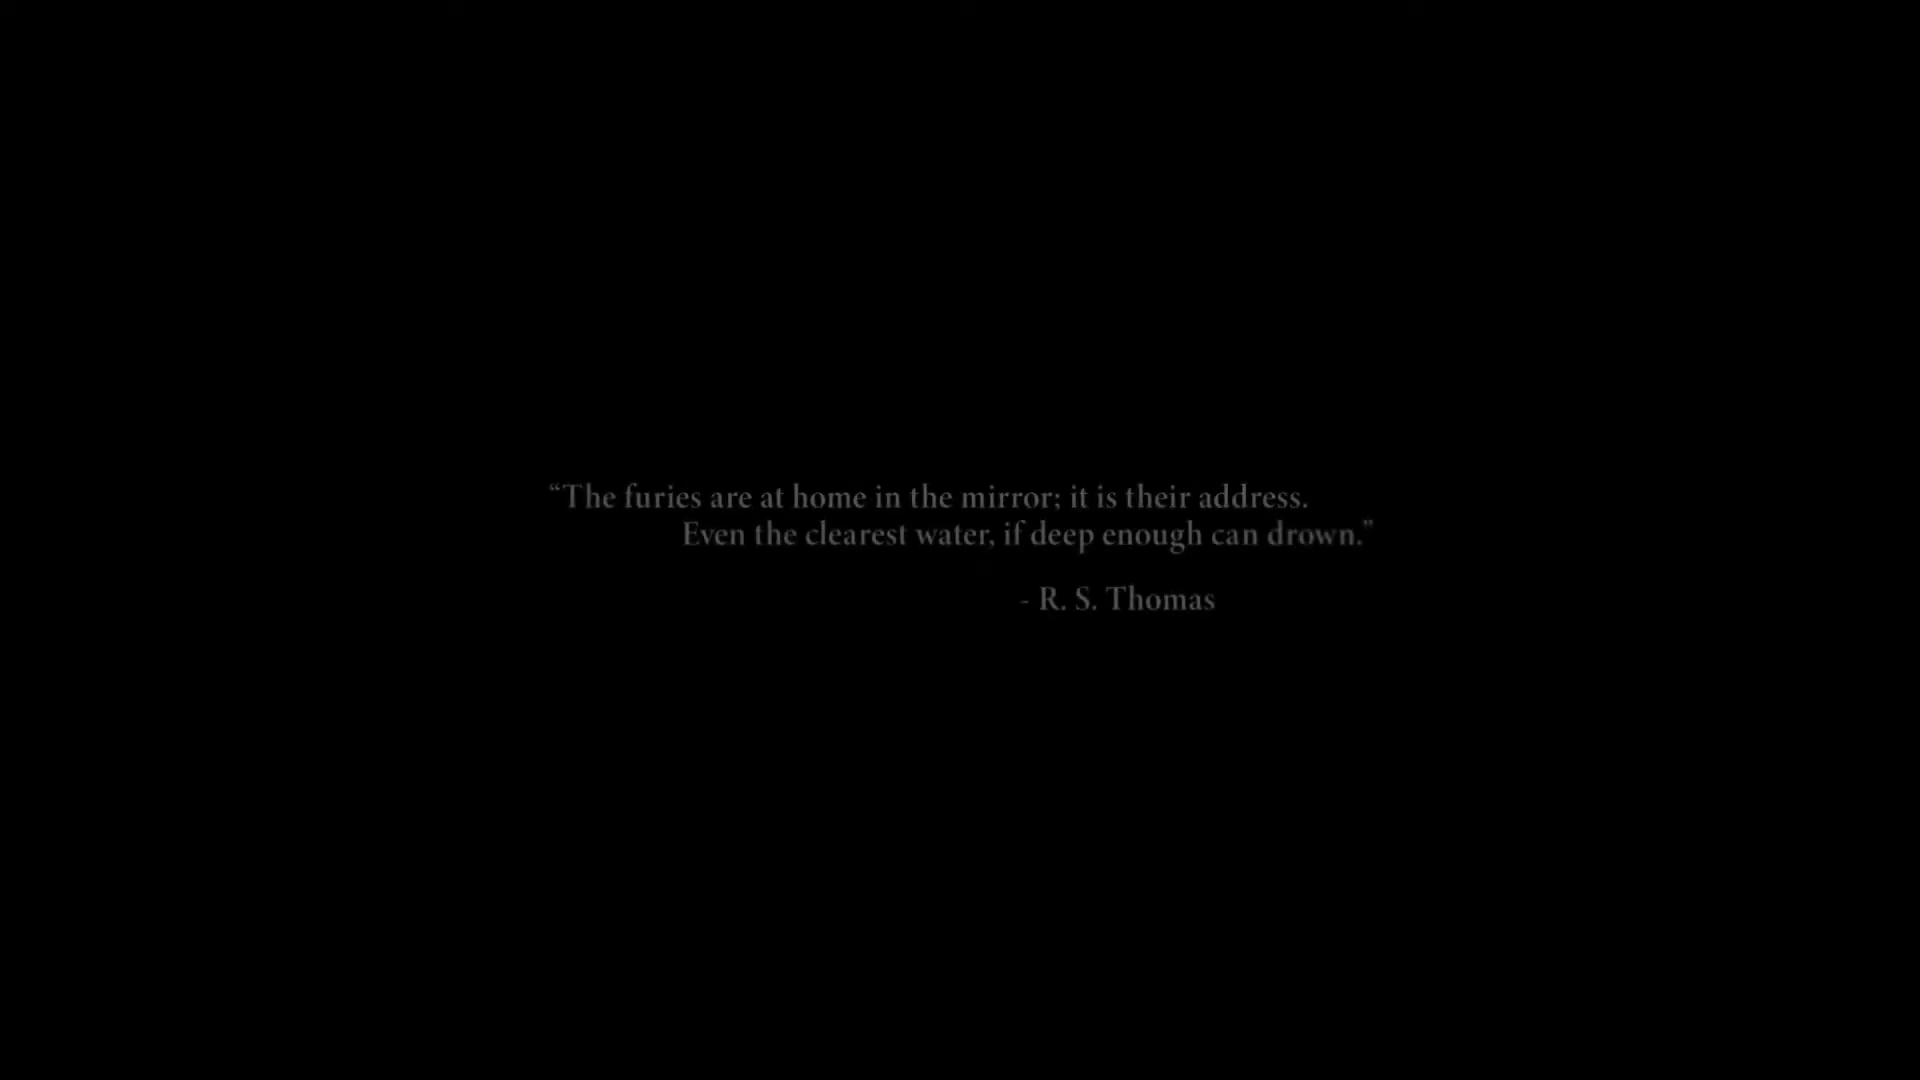 “The furies are at home in the mirror; it is their address.
Even the clearest water, if deep enough can drown.”
- R. S. Thomas